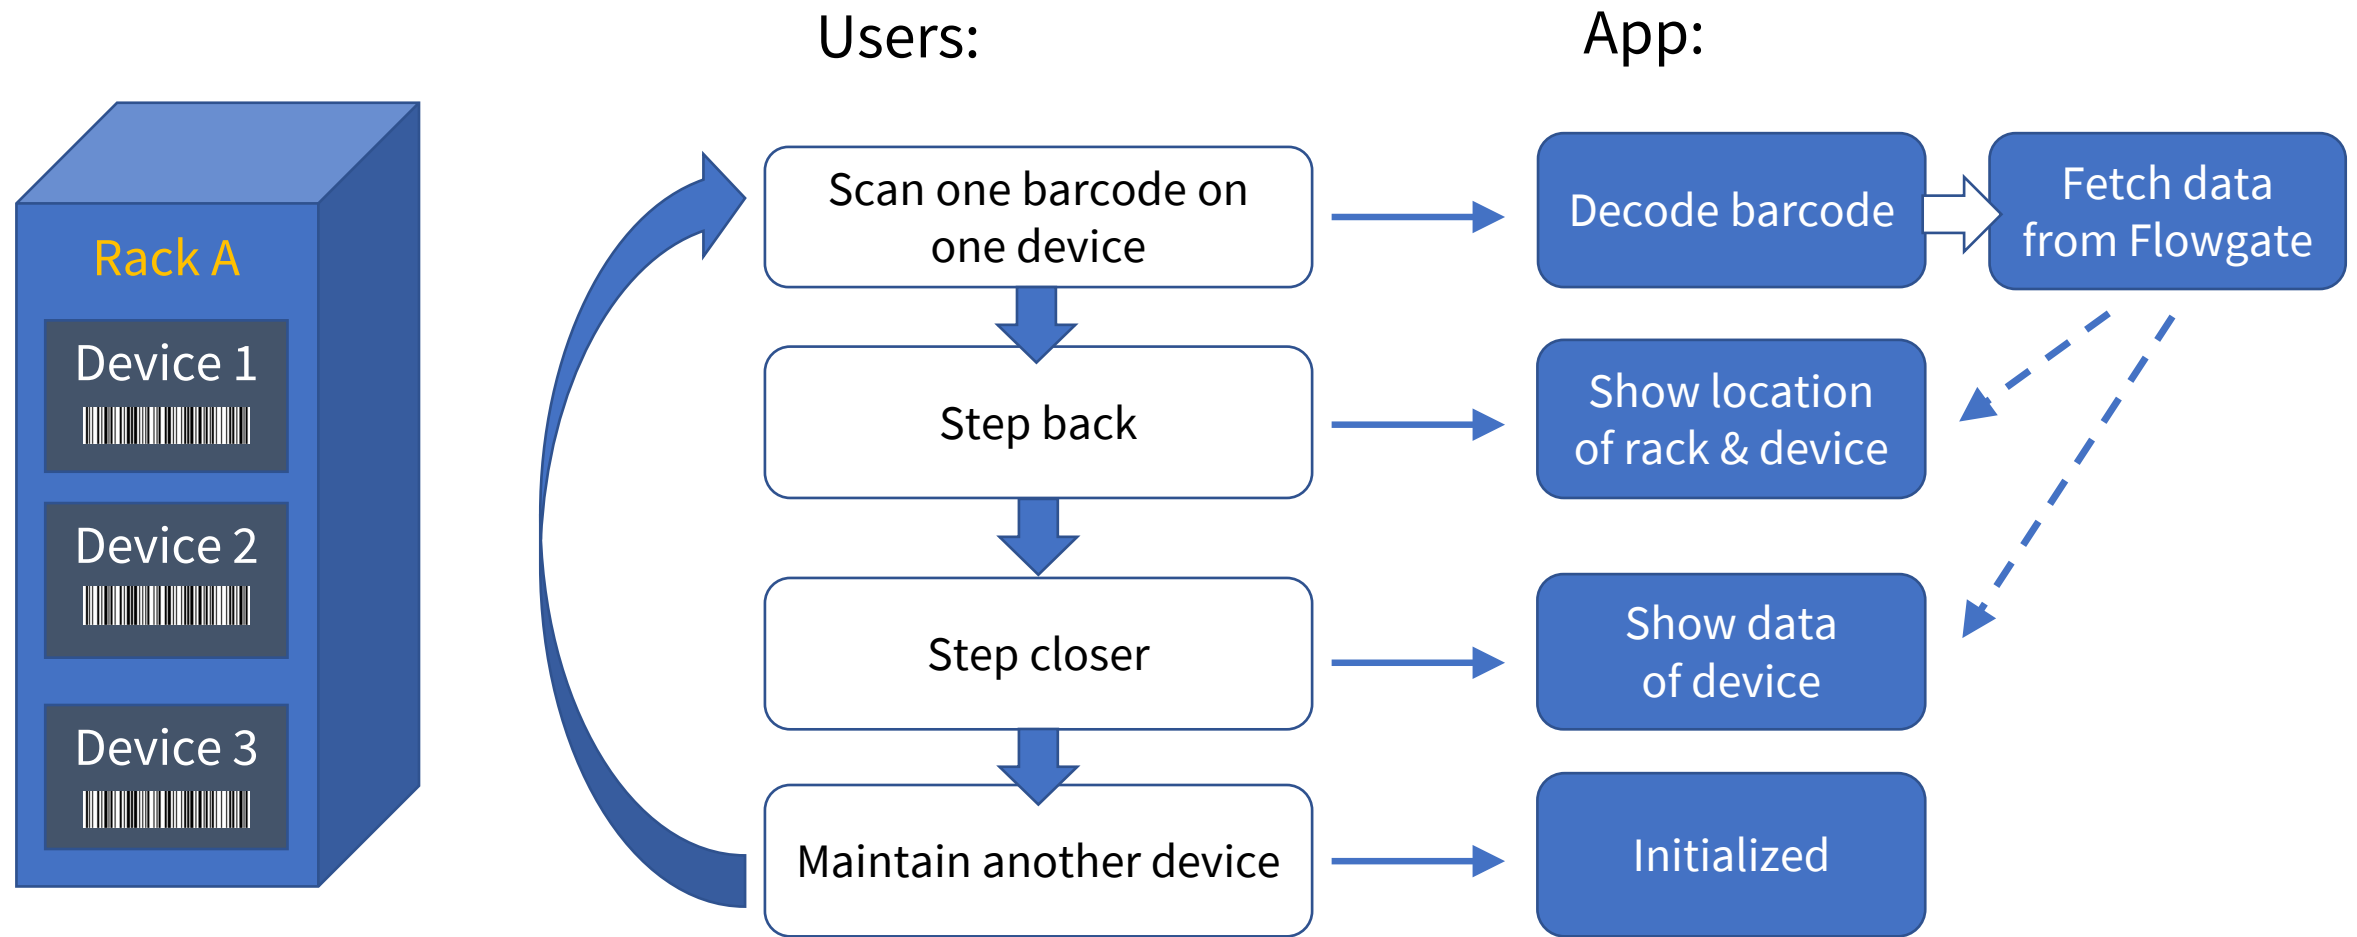 Users:
App:
Rack A
Device 1
Device 2
Device 3
Scan one barcode on
one device
Step back
Step closer
Maintain another device
Decode barcode
Fetch data
from Flowgate
Show location
of rack & device
Show data
of device
Initialized